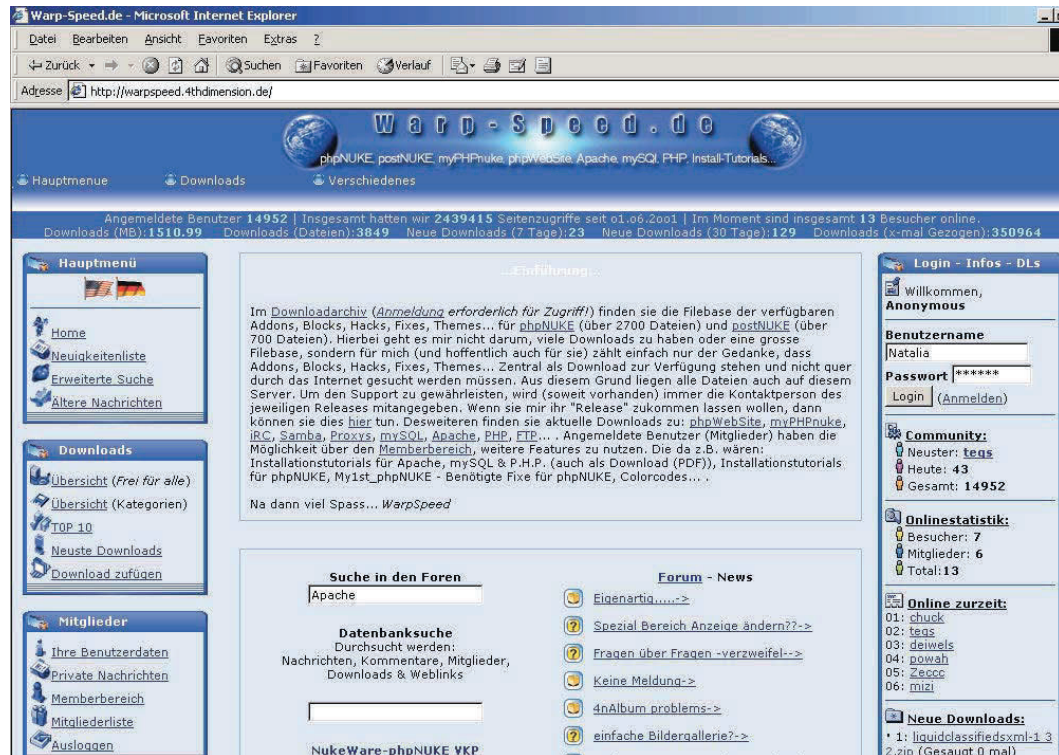 Warp-Speed.de - Microsoft Internet Explorer
Datei Bearbeiten Ansicht Favoriten Extras ?
Zurück Suchen Favoriten Verlauf
Adresse http://warpspeed.4thdimension.de/
Warp-Speed.de
phpNUKE, postNUKE, myPHPnuke, phpWebSite, Apache, mySQl, PHP, Install-Tutorials...
Hauptmenue Downloads Verschiedenes
Angemeldete Benutzer 14952 | Insgesamt hatten wir 2439415 Seitenzugriffe seit o1.o6.2oo1 | Im Moment sind insgesamt 13 Besucher online.
Downloads (MB):1510.99 Downloads (Dateien):3849 Neue Downloads (7 Tage):23 Neue Downloads (30 Tage):129 Downloads (x-mal Gezogen):350964
Hauptmenü
Home
Neuigkeitenliste
Erweiterte Suche
Ältere Nachrichten
Downloads
Übersicht (Frei für alle)
Übersicht (Kategorien)
TOP 10
Neuste Downloads
Download zufügen
Mitglieder
Ihre Benutzerdaten
Private Nachrichten
Memberbereich
Mitgliederliste
Ausloggen
...Einführung...
Im Downloadarchiv (Anmeldung erforderlich für Zugriff!) finden sie die Filebase der verfügbaren
Addons, Blocks, Hacks, Fixes, Themes... für phpNUKE (über 2700 Dateien) und postNUKE (über
700 Dateien). Hierbei geht es mir nicht darum, viele Downloads zu haben oder eine grosse
Filebase, sondern für mich (und hoffentlich auch für sie) zählt einfach nur der Gedanke, dass
Addons, Blocks, Hacks, Fixes, Themes... Zentral als Download zur Verfügung stehen und nicht quer
durch das Internet gesucht werden müssen. Aus diesem Grund liegen alle Dateien auch auf diesem
Server. Um den Support zu gewährleisten, wird (soweit vorhanden) immer die Kontaktperson des
jeweiligen Releases mitangegeben. Wenn sie mir ihr "Release" zukommen lassen wollen, dann
können sie dies hier tun. Desweiteren finden sie aktuelle Downloads zu: phpWebSite, myPHPnuke,
iRC, Samba, Proxys, mySQL, Apache, PHP, FTP... . Angemeldete Benutzer (Mitglieder) haben die
Möglichkeit über den Memberbereich, weitere Features zu nutzen. Die da z.B. wären:
Installationstutorials für Apache, mySQL & P.H.P. (auch als Download (PDF)), Installationstutorials
für phpNUKE, My1st_phpNUKE - Benötigte Fixe für phpNUKE, Colorcodes... .
Na dann viel Spass... WarpSpeed
Suche in den Foren
Apache
Datenbanksuche
Durchsucht werden:
Nachrichten, Kommentare, Mitglieder,
Downloads & Weblinks
NukeWare-phpNUKE VKP
Forum - News
Eigenartig.....->
Spezial Bereich Anzeige ändern??->
Fragen über Fragen -verzweifel-->
Keine Meldung->
4nAlbum problems->
einfache Bildergallerie?->
Login - Infos - DLs
Willkommen,
Anonymous
Benutzername
Natalia
Passwort ******
Login (Anmelden)
Community:
Neuster: teqs
Heute: 43
Gesamt: 14952
Onlinestatistik:
Besucher: 7
Mitglieder: 6
Total:13
Online zurzeit:
01: chuck
02: teqs
03: deiwels
04: powah
05: Zeccc
06: mizi
Neue Downloads:
1: liquidclassifiedsxml-1_3
2.zip (Gesaugt 0 mal)